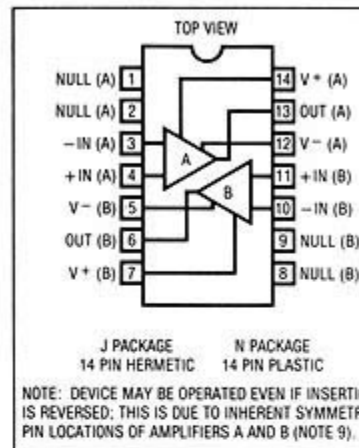 TOP VIEW
NULL (A) 1
14 V+ (A)
NULL (A) 2
13 OUT (A)
−IN (A) 3
12 V− (A)
+IN (A) 4
11 +IN (B)
V− (B) 5
10 −IN (B)
OUT (B) 6
9 NULL (B)
V+ (B) 7
8 NULL (B)
A
B
J PACKAGE
14 PIN HERMETIC
N PACKAGE
14 PIN PLASTIC
NOTE: DEVICE MAY BE OPERATED EVEN IF INSERTI
IS REVERSED; THIS IS DUE TO INHERENT SYMMETR
PIN LOCATIONS OF AMPLIFIERS A AND B (NOTE 9).